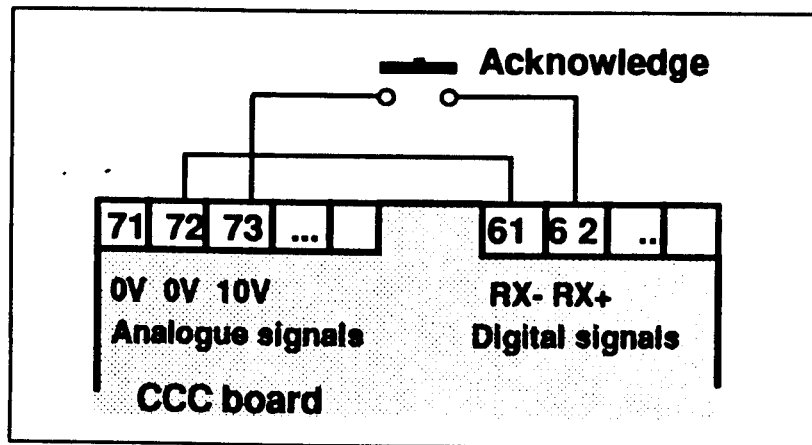 Acknowledge
71 72 73 ... 61 6 2 ..
0V 0V 10V RX- RX+
Analogue signals Digital signals
CCC board